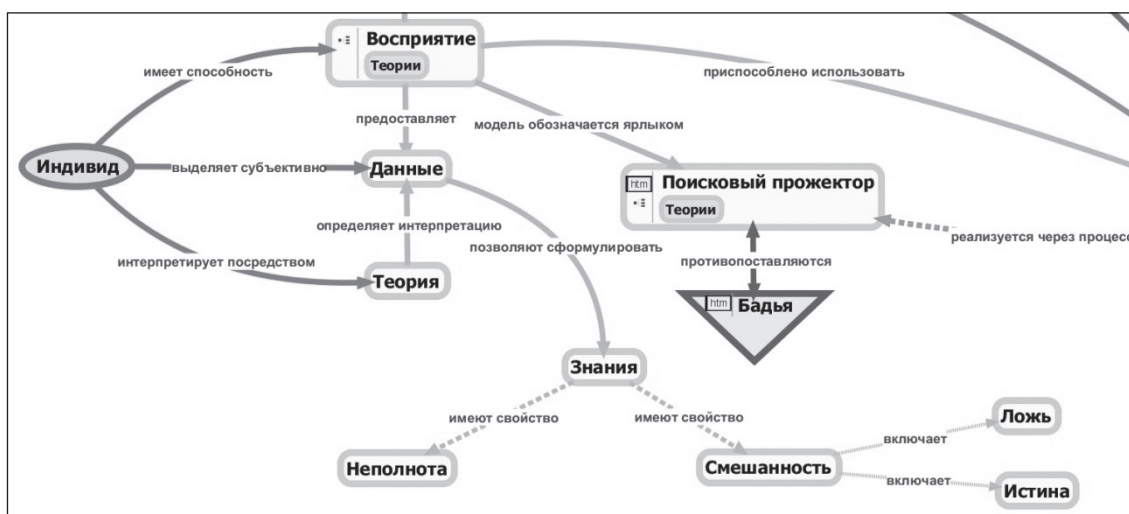 Восприятие
Теории
имеет способность
приспособлено использовать
предоставляет
модель обозначается ярлыком
Индивид
выделяет субъективно
Данные
htm
Поисковый прожектор
Теории
определяет интерпретацию
позволяют сформулировать
реализуется через процесс
интерпретирует посредством
Теория
противопоставляются
htm
Бадья
Знания
имеют свойство
имеют свойство
Ложь
включает
Неполнота
Смешанность
включает
Истина